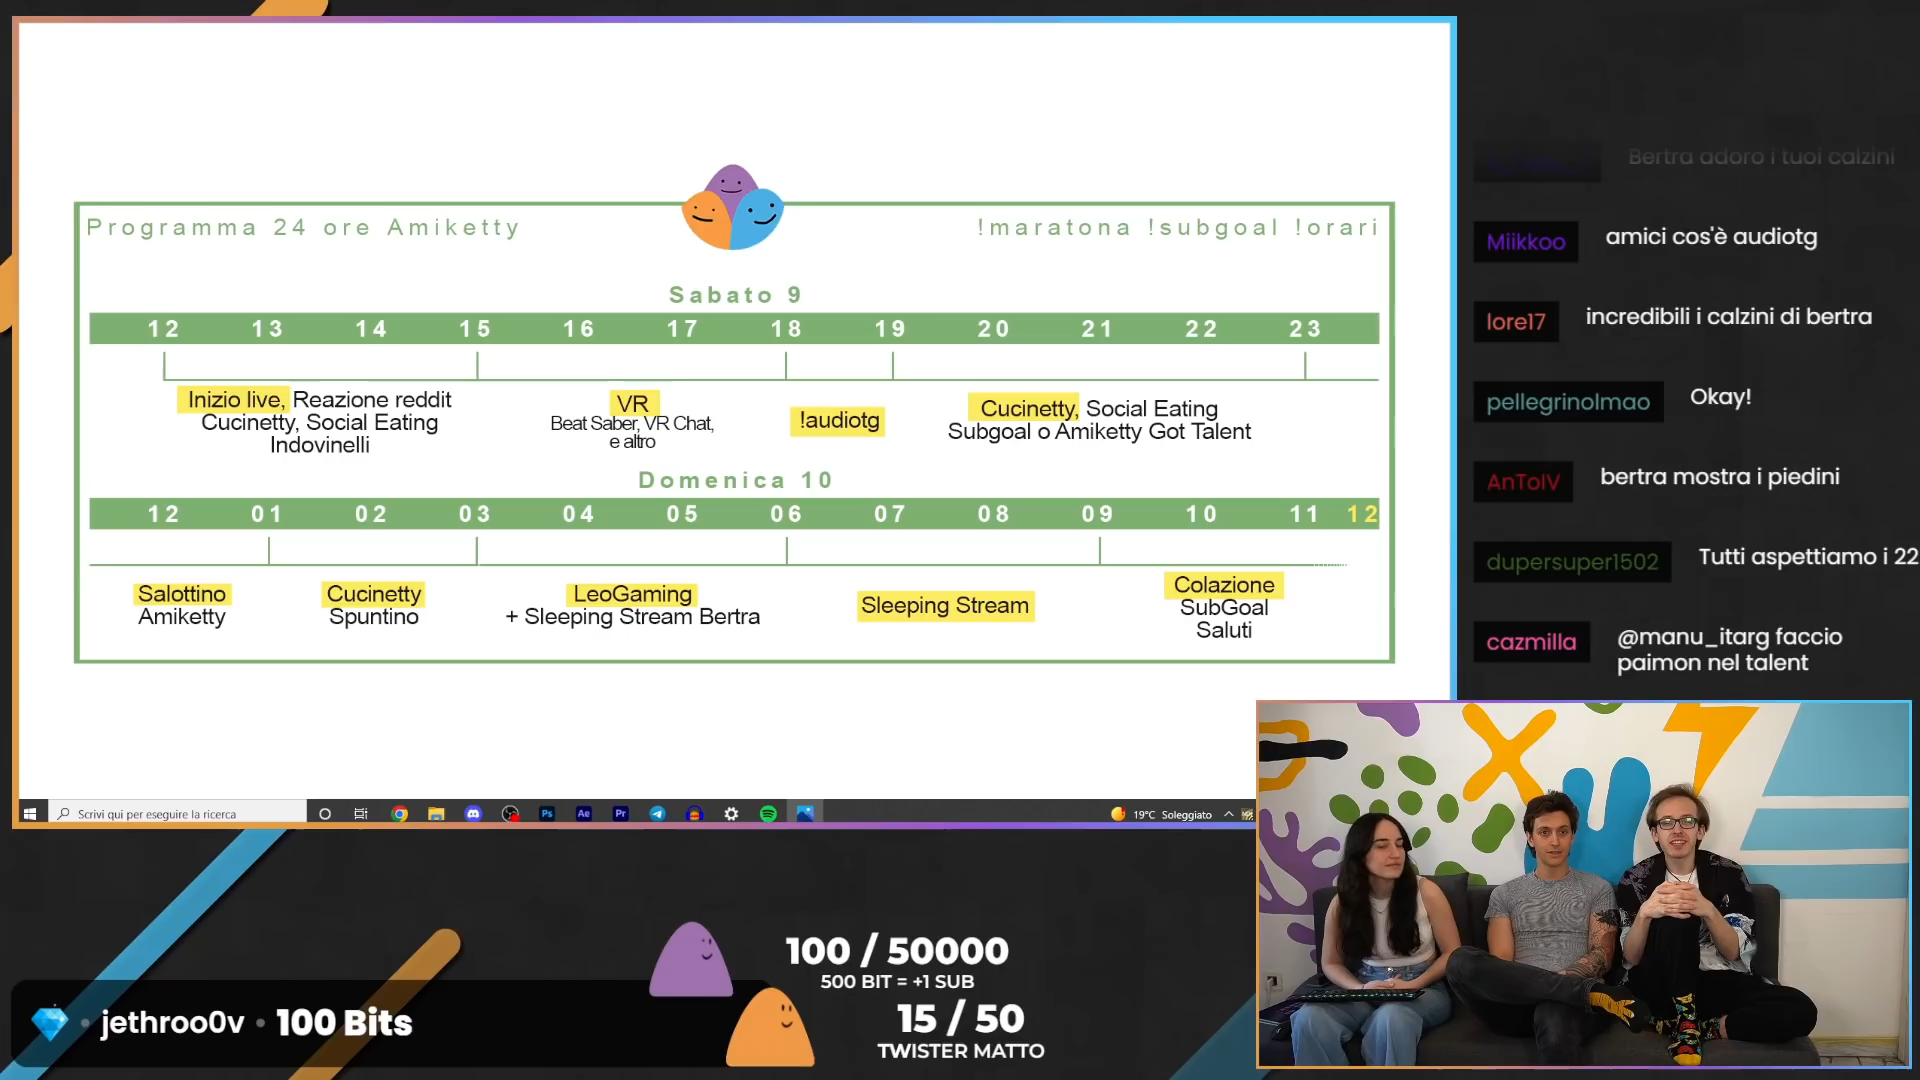 Programma 24 ore Amiketty
!maratona !subgoal !orari
Sabato 9
12 13 14 15 16 17 18 19 20 21 22 23
Inizio live, Reazione reddit
Cucinetty, Social Eating
Indovinelli
VR
Beat Saber, VR Chat,
e altro
!audiotg
Cucinetty, Social Eating
Subgoal o Amiketty Got Talent
Domenica 10
12 01 02 03 04 05 06 07 08 09 10 11 12
Salottino
Amiketty
Cucinetty
Spuntino
LeoGaming
+ Sleeping Stream Bertra
Sleeping Stream
Colazione
SubGoal
Saluti
Scrivi qui per eseguire la ricerca
Ps
Ae
Pr
19°C Soleggiato
Bertra adoro i tuoi calzini
Miikkoo amici cos'è audiotg
lore17 incredibili i calzini di bertra
pellegrinolmao Okay!
AnToIV bertra mostra i piedini
dupersuper1502 Tutti aspettiamo i 22
cazmilla @manu_itarg faccio
paimon nel talent
jethroo0v • 100 Bits
100 / 50000
500 BIT = +1 SUB
15 / 50
TWISTER MATTO